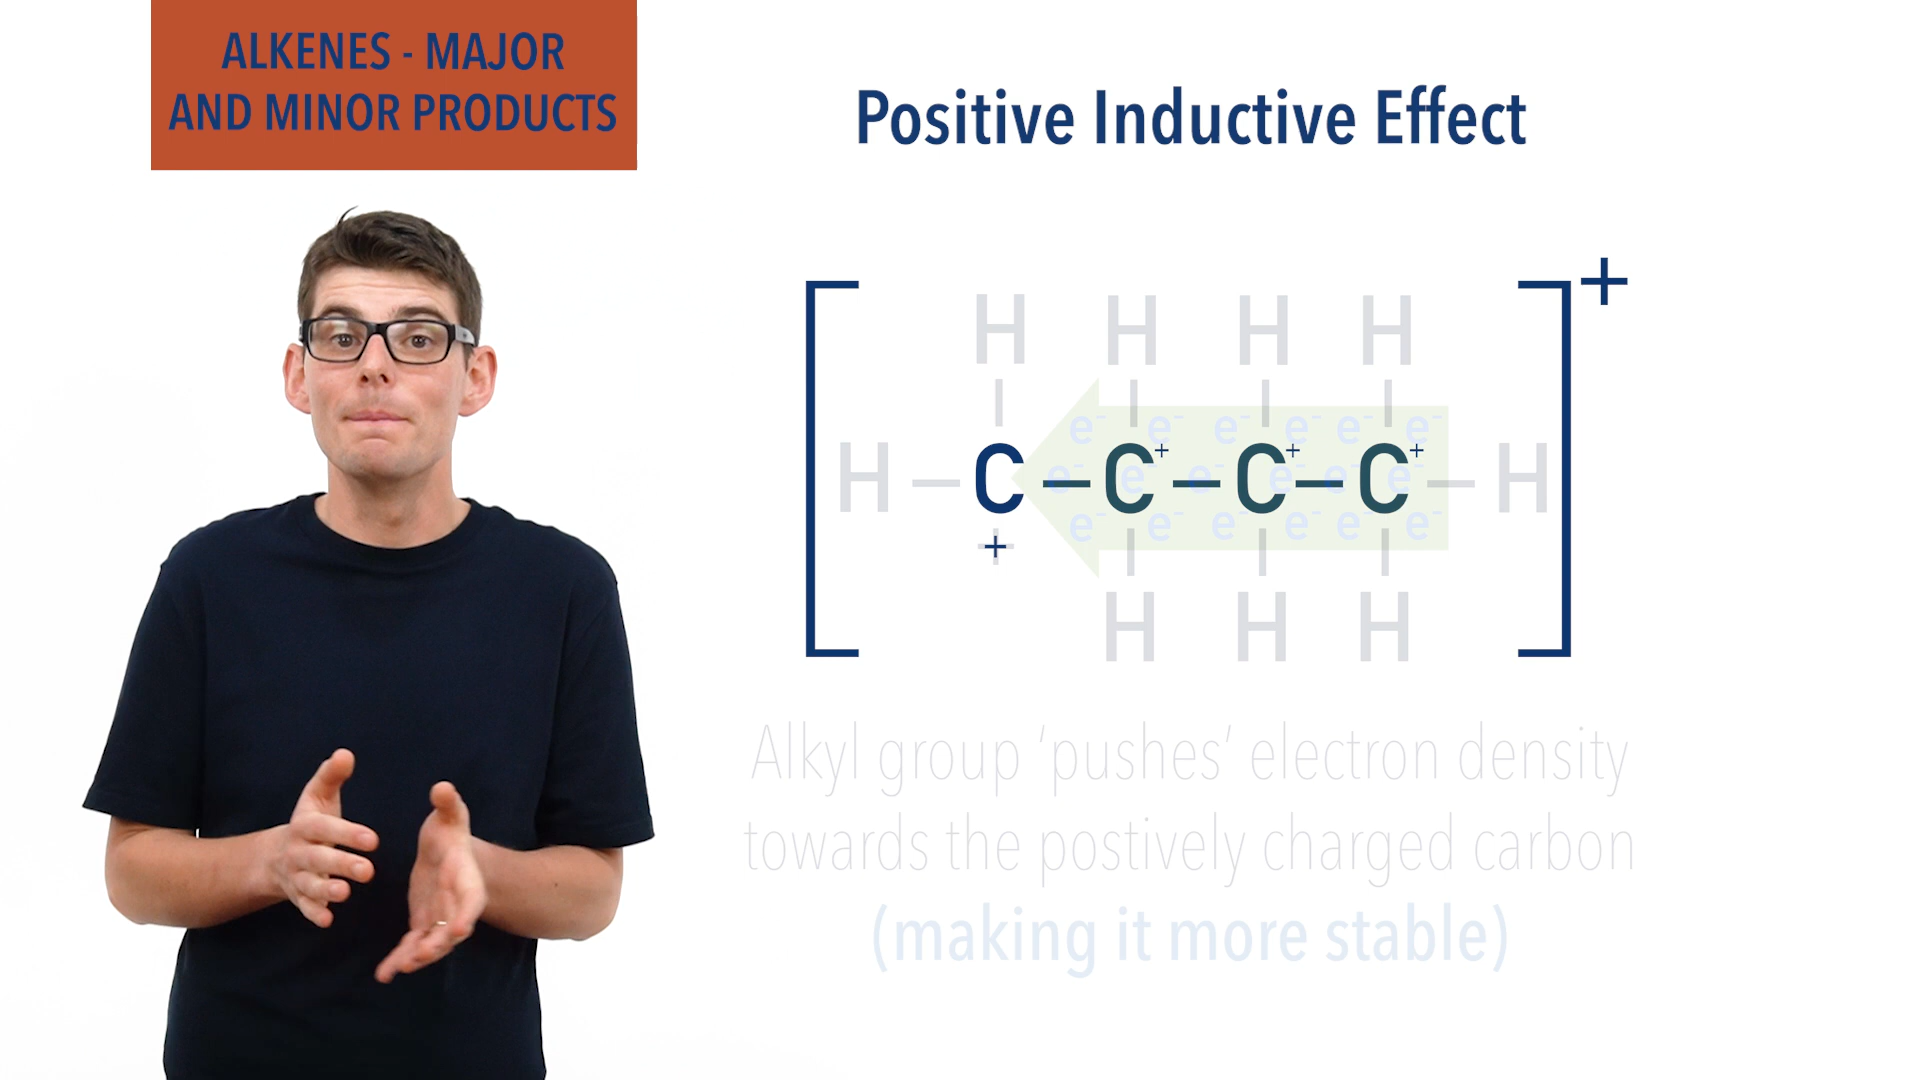 ALKENES - MAJOR
AND MINOR PRODUCTS
Positive Inductive Effect
+
H H H H
e⁻ e⁻ e⁻ e⁻ e⁻ e⁻
H — C — C⁺ — C⁺ — C⁺ — H
e⁻ e⁻ e⁻ e⁻ e⁻ e⁻
+
H H H
Alkyl group ‘pushes’ electron density
towards the postively charged carbon
(making it more stable)